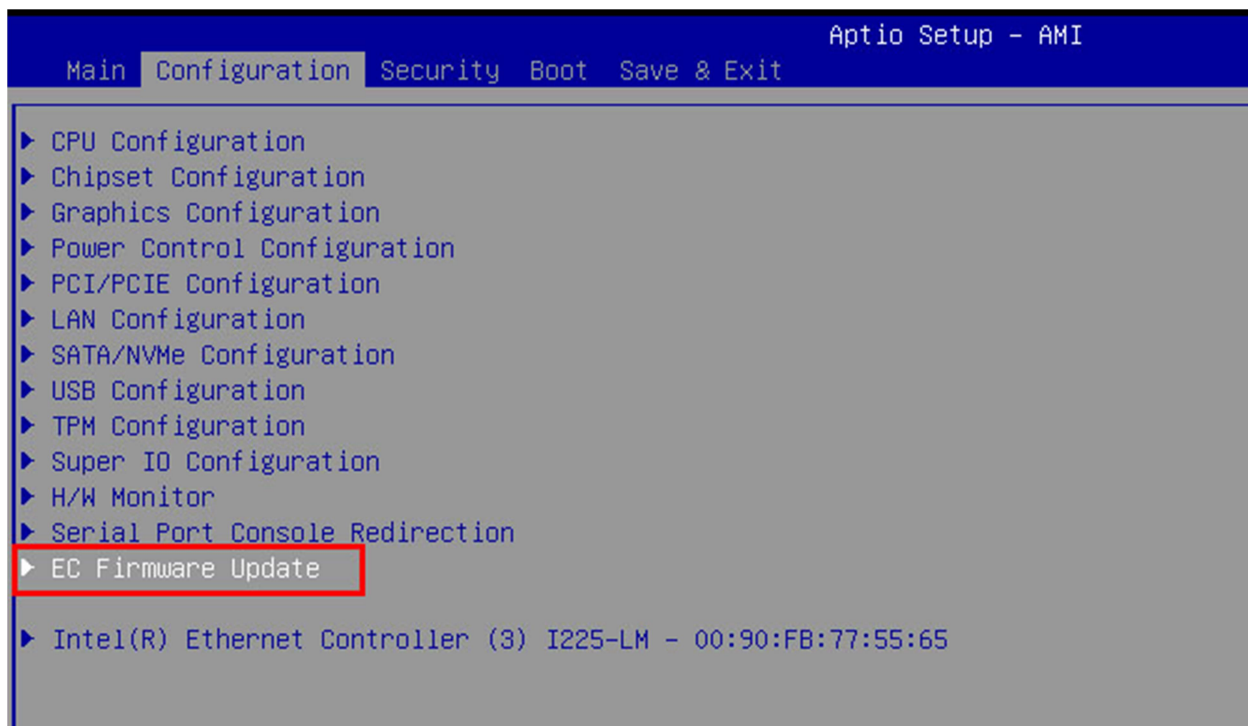 Aptio Setup - AMI
Main Configuration Security Boot Save & Exit
CPU Configuration
Chipset Configuration
Graphics Configuration
Power Control Configuration
PCI/PCIE Configuration
LAN Configuration
SATA/NVMe Configuration
USB Configuration
TPM Configuration
Super IO Configuration
H/W Monitor
Serial Port Console Redirection
EC Firmware Update
Intel(R) Ethernet Controller (3) I225-LM - 00:90:FB:77:55:65